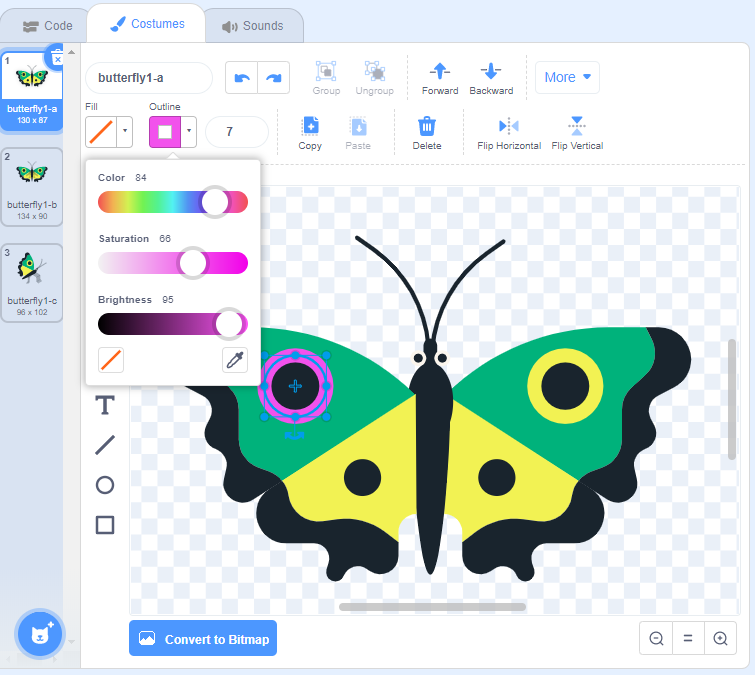 Code
Costumes
Sounds
1
butterfly1-a
130 x 87
2
butterfly1-b
134 x 90
3
butterfly1-c
96 x 102
butterfly1-a
Group
Ungroup
Forward
Backward
More
Fill
Outline
7
Copy
Paste
Delete
Flip Horizontal
Flip Vertical
Color 84
Saturation 66
Brightness 95
T
Convert to Bitmap
=